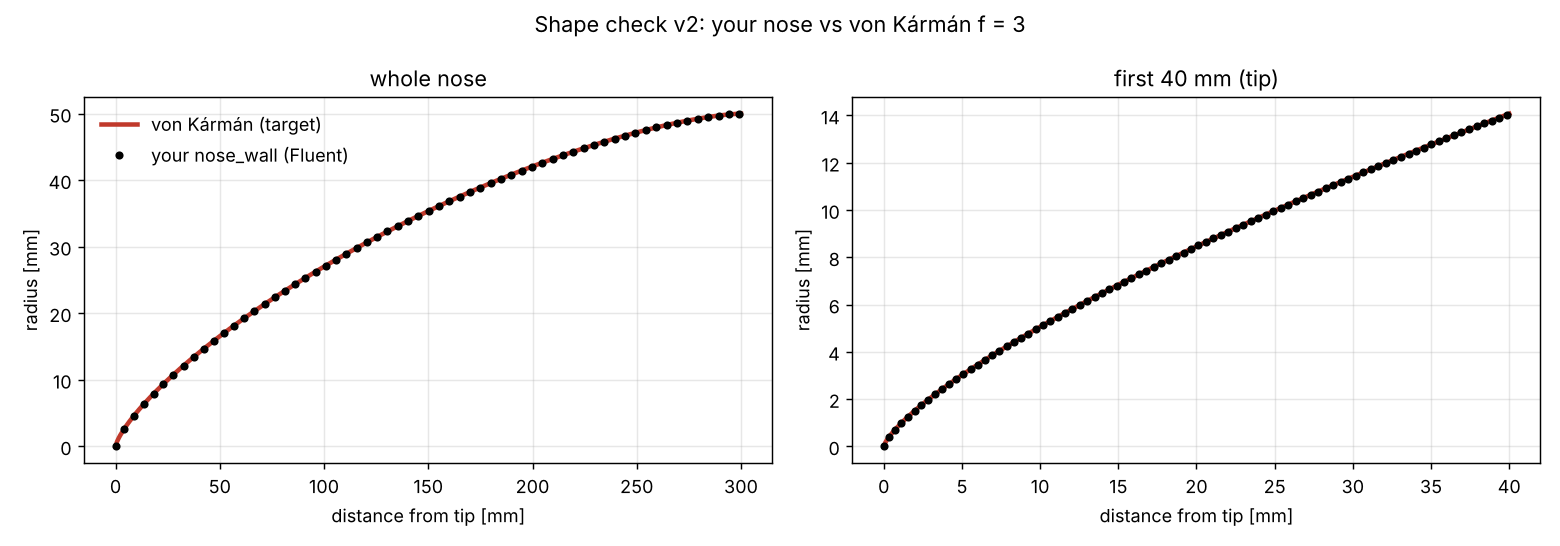 Shape check v2: your nose vs von Kármán f = 3
whole nose
von Kármán (target)
your nose_wall (Fluent)
50
40
30
20
10
0
radius [mm]
0 50 100 150 200 250 300
distance from tip [mm]
first 40 mm (tip)
14
12
10
8
6
4
2
0
radius [mm]
0 5 10 15 20 25 30 35 40
distance from tip [mm]